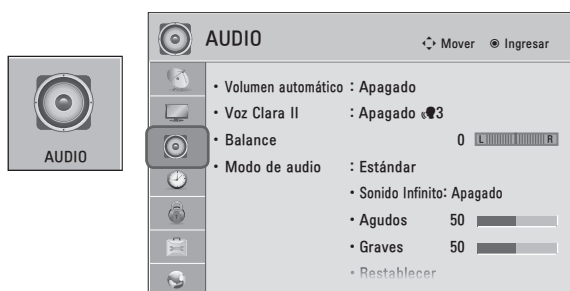 AUDIO
AUDIO
Mover
Ingresar
• Volumen automático : Apagado
• Voz Clara II : Apagado 3
• Balance 0 L R
• Modo de audio : Estándar
• Sonido Infinito: Apagado
• Agudos 50
• Graves 50
• Restablecer